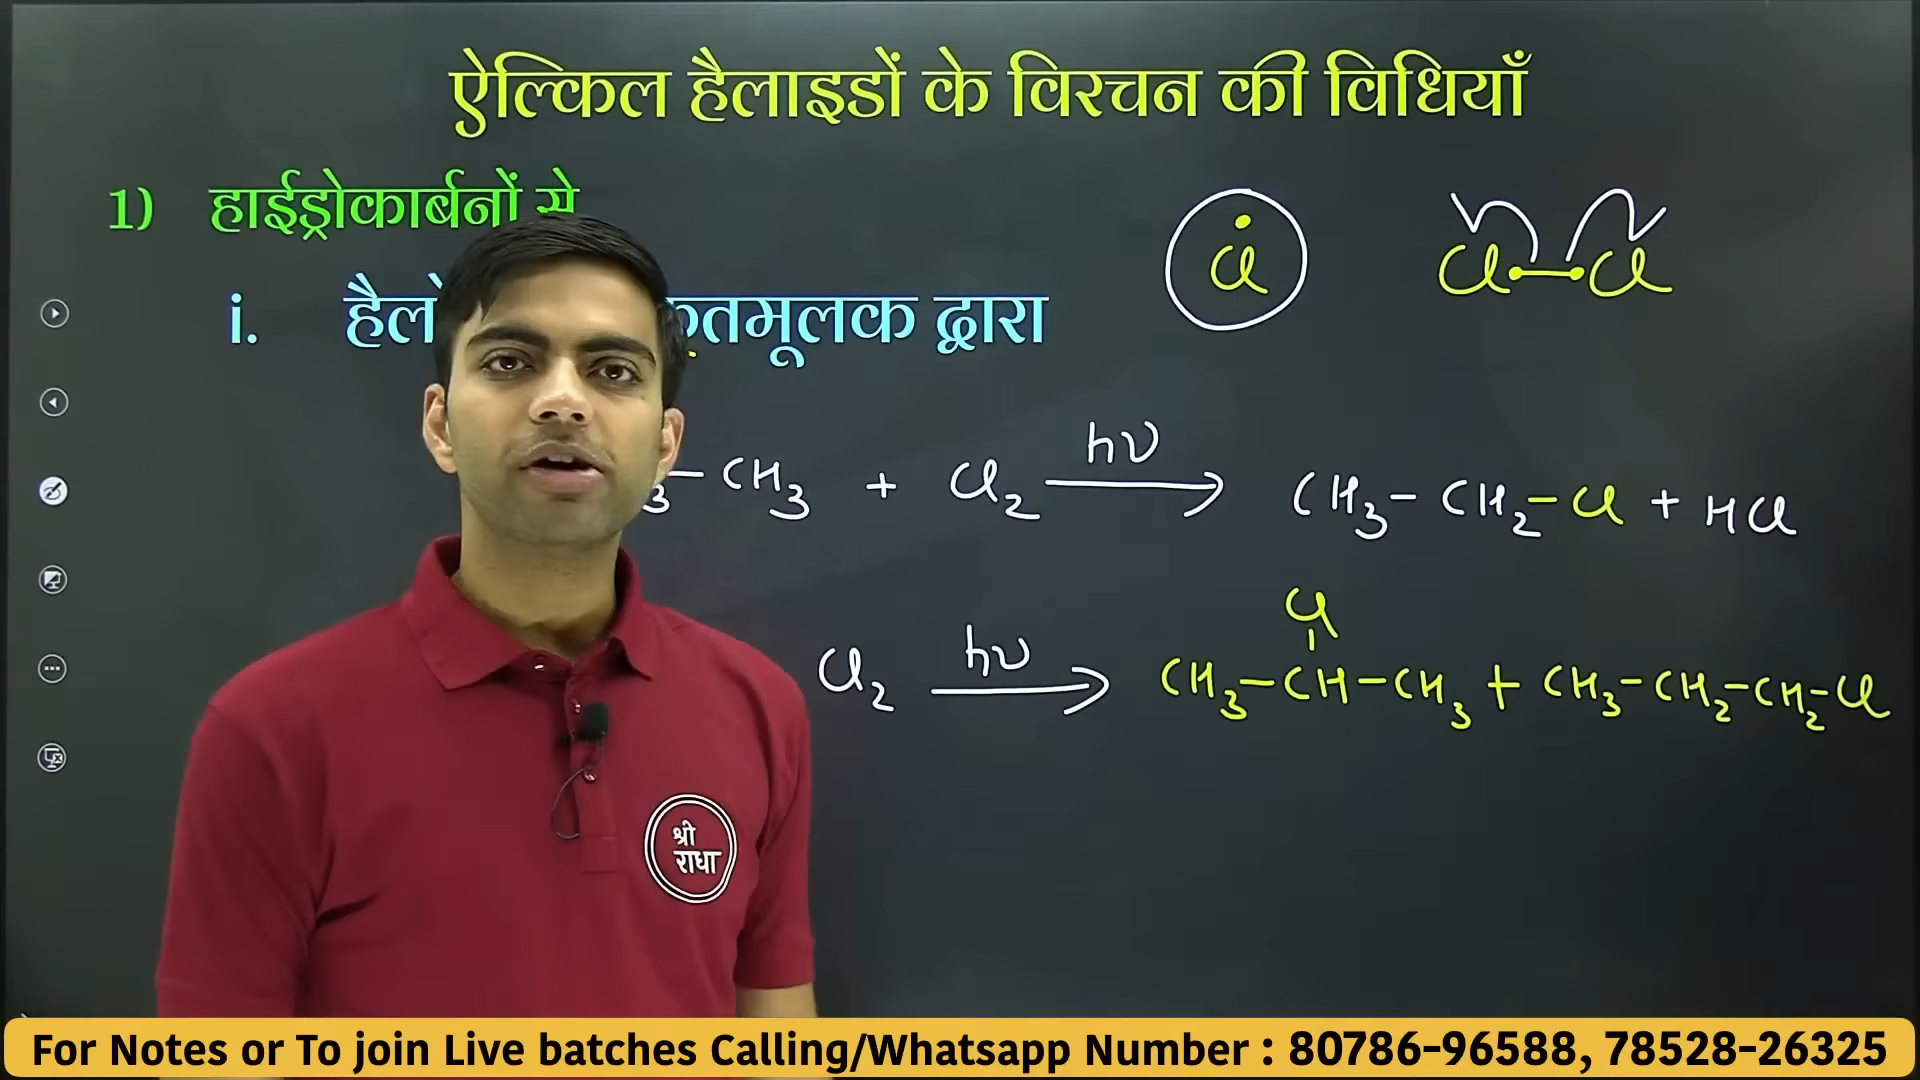 ऐल्किल हैलाइडों के विरचन की विधियाँ
1) हाईड्रोकार्बनों से
Cl Cl—Cl
i. द्वारा
3–CH3 + Cl2 hν→ CH3–CH2–Cl + HCl
Cl
Cl2 hν→ CH3–CH–CH3 + CH3–CH2–CH2–Cl
श्री
राधा
For Notes or To join Live batches Calling/Whatsapp Number : 80786-96588, 78528-26325